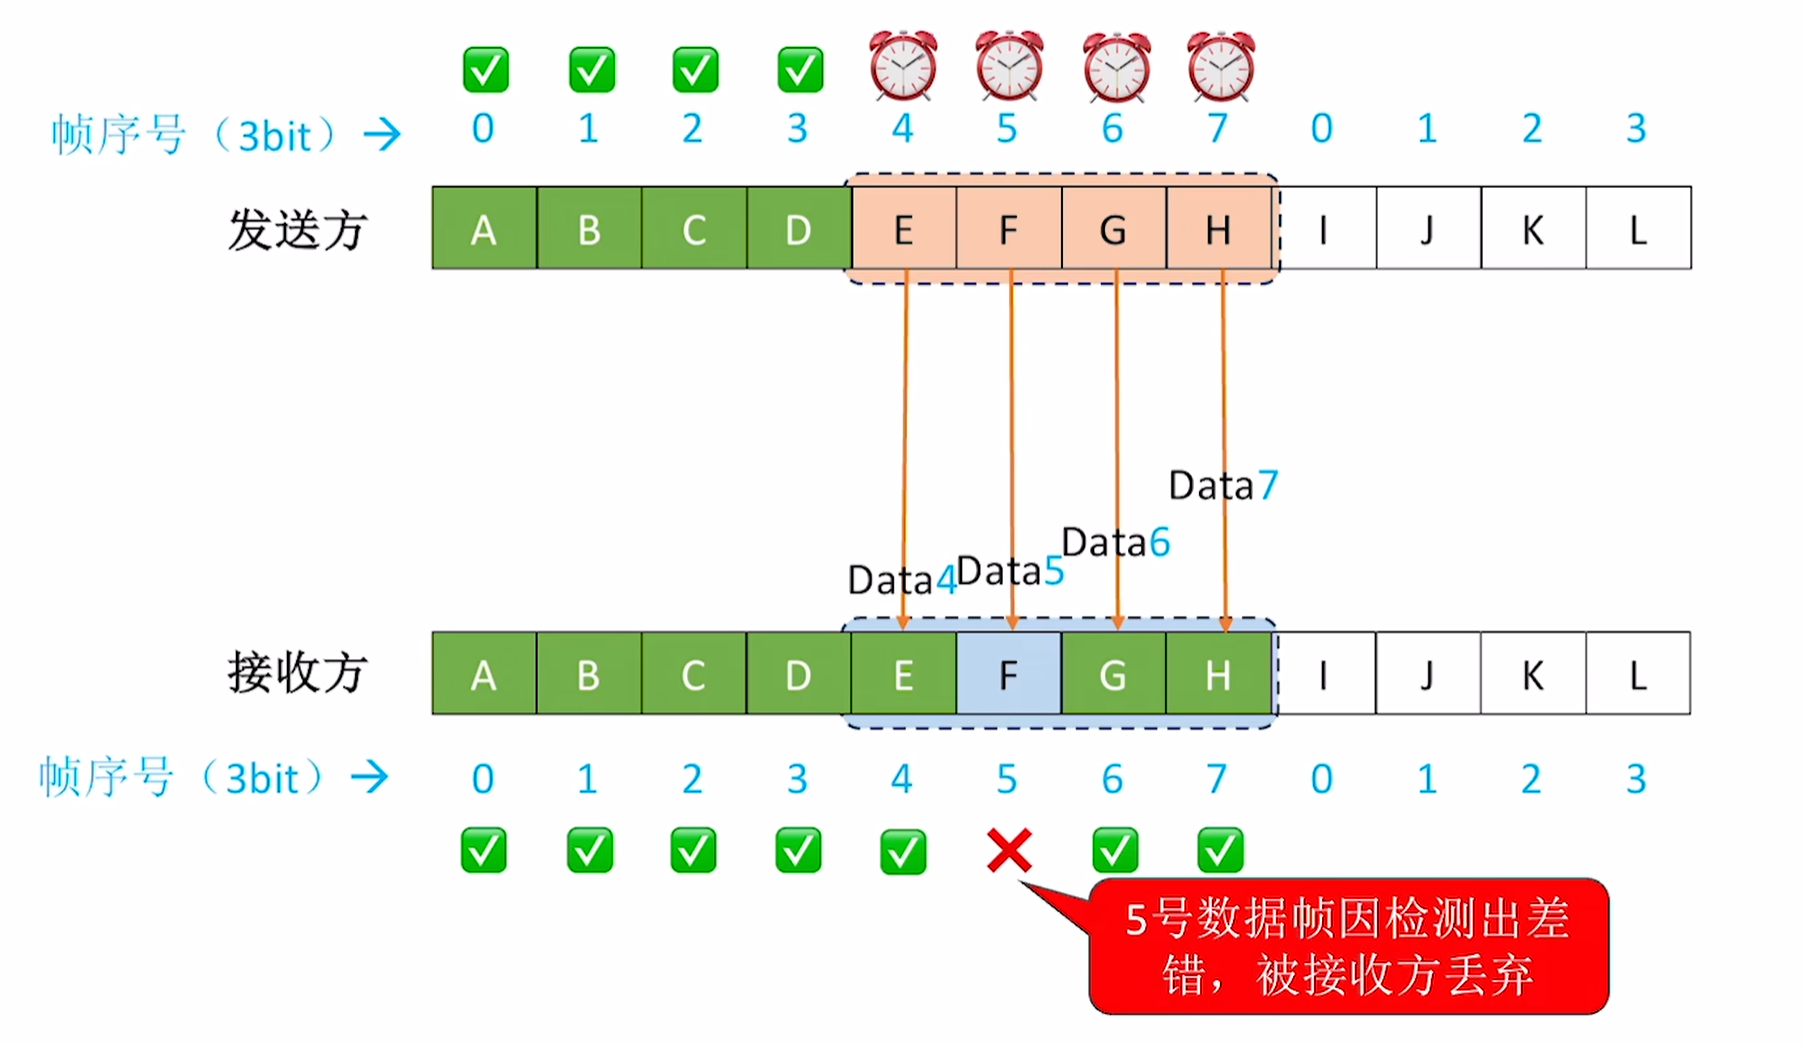 帧序号（3bit）→ 0 1 2 3 4 5 6 7 0 1 2 3
发送方 A B C D E F G H I J K L
Data7
Data6
Data4 Data5
接收方 A B C D E F G H I J K L
帧序号（3bit）→ 0 1 2 3 4 5 6 7 0 1 2 3
5号数据帧因检测出差
错，被接收方丢弃